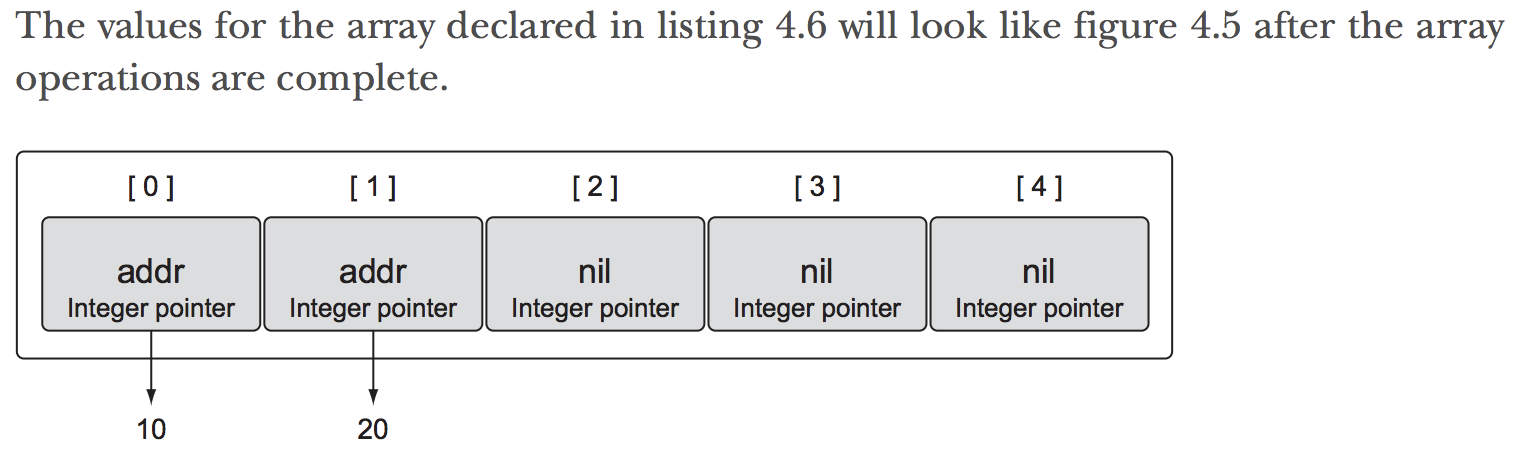 The values for the array declared in listing 4.6 will look like figure 4.5 after the array
operations are complete.
[ 0 ] [ 1 ] [ 2 ] [ 3 ] [ 4 ]
addr addr nil nil nil
Integer pointer Integer pointer Integer pointer Integer pointer Integer pointer
10 20